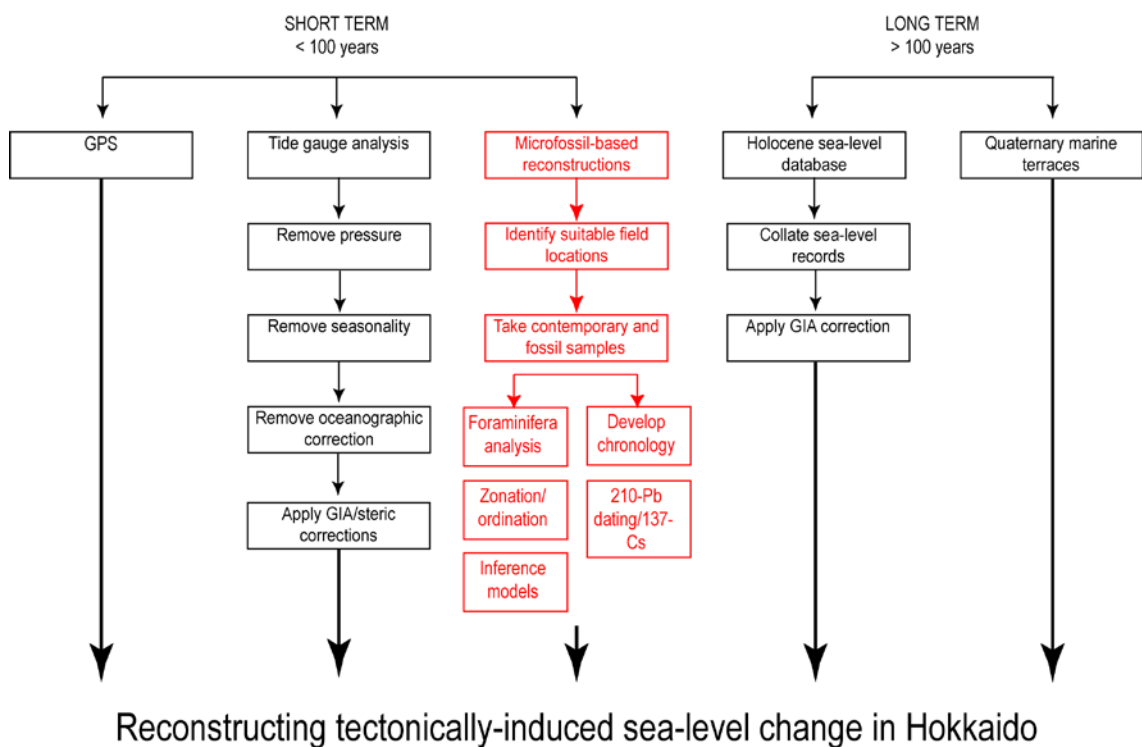 SHORT TERM
< 100 years
LONG TERM
> 100 years
GPS
Tide gauge analysis
Microfossil-based
reconstructions
Holocene sea-level
database
Quaternary marine
terraces
Remove pressure
Identify suitable field
locations
Collate sea-level
records
Remove seasonality
Take contemporary and
fossil samples
Apply GIA correction
Remove oceanographic
correction
Foraminifera
analysis
Develop
chronology
Apply GIA/steric
corrections
Zonation/
ordination
210-Pb
dating/137-
Cs
Inference
models
Reconstructing tectonically-induced sea-level change in Hokkaido